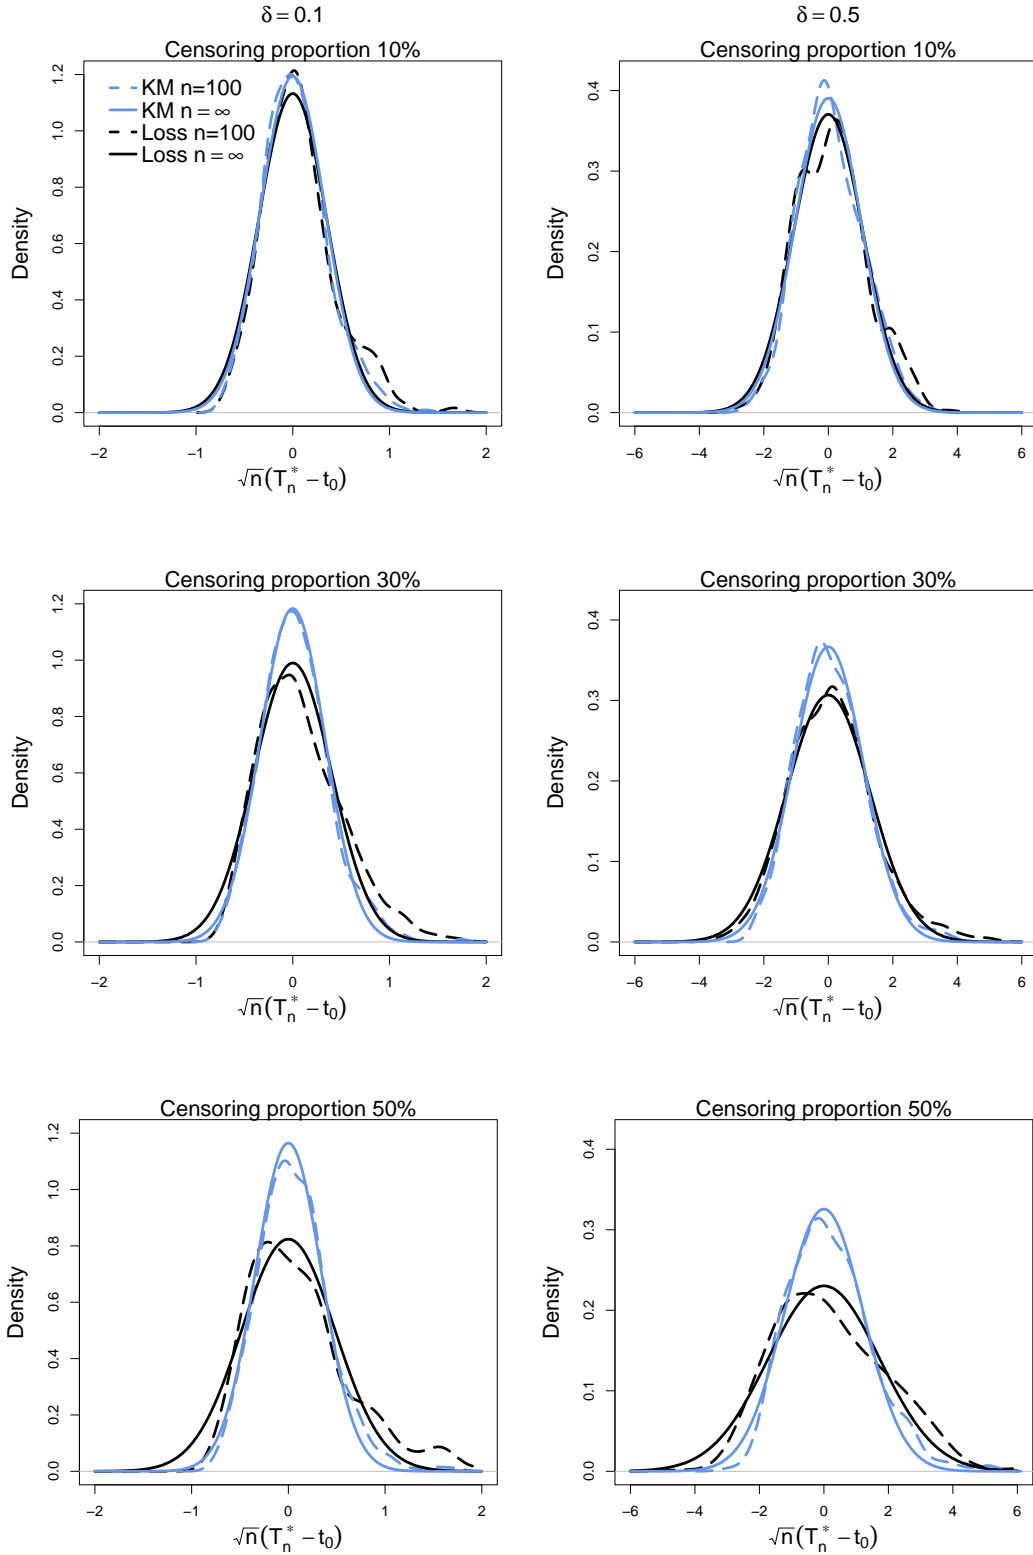 δ = 0.1
Censoring proportion 10%
Density
0.0 0.2 0.4 0.6 0.8 1.0 1.2
KM n=100
KM n = ∞
Loss n=100
Loss n = ∞
−2 −1 0 1 2
√n(T*n − t0)
δ = 0.5
Censoring proportion 10%
Density
0.0 0.1 0.2 0.3 0.4
−6 −4 −2 0 2 4 6
√n(T*n − t0)
Censoring proportion 30%
Density
0.0 0.2 0.4 0.6 0.8 1.0 1.2
−2 −1 0 1 2
√n(T*n − t0)
Censoring proportion 30%
Density
0.0 0.1 0.2 0.3 0.4
−6 −4 −2 0 2 4 6
√n(T*n − t0)
Censoring proportion 50%
Density
0.0 0.2 0.4 0.6 0.8 1.0 1.2
−2 −1 0 1 2
√n(T*n − t0)
Censoring proportion 50%
Density
0.0 0.1 0.2 0.3 0.4
−6 −4 −2 0 2 4 6
√n(T*n − t0)